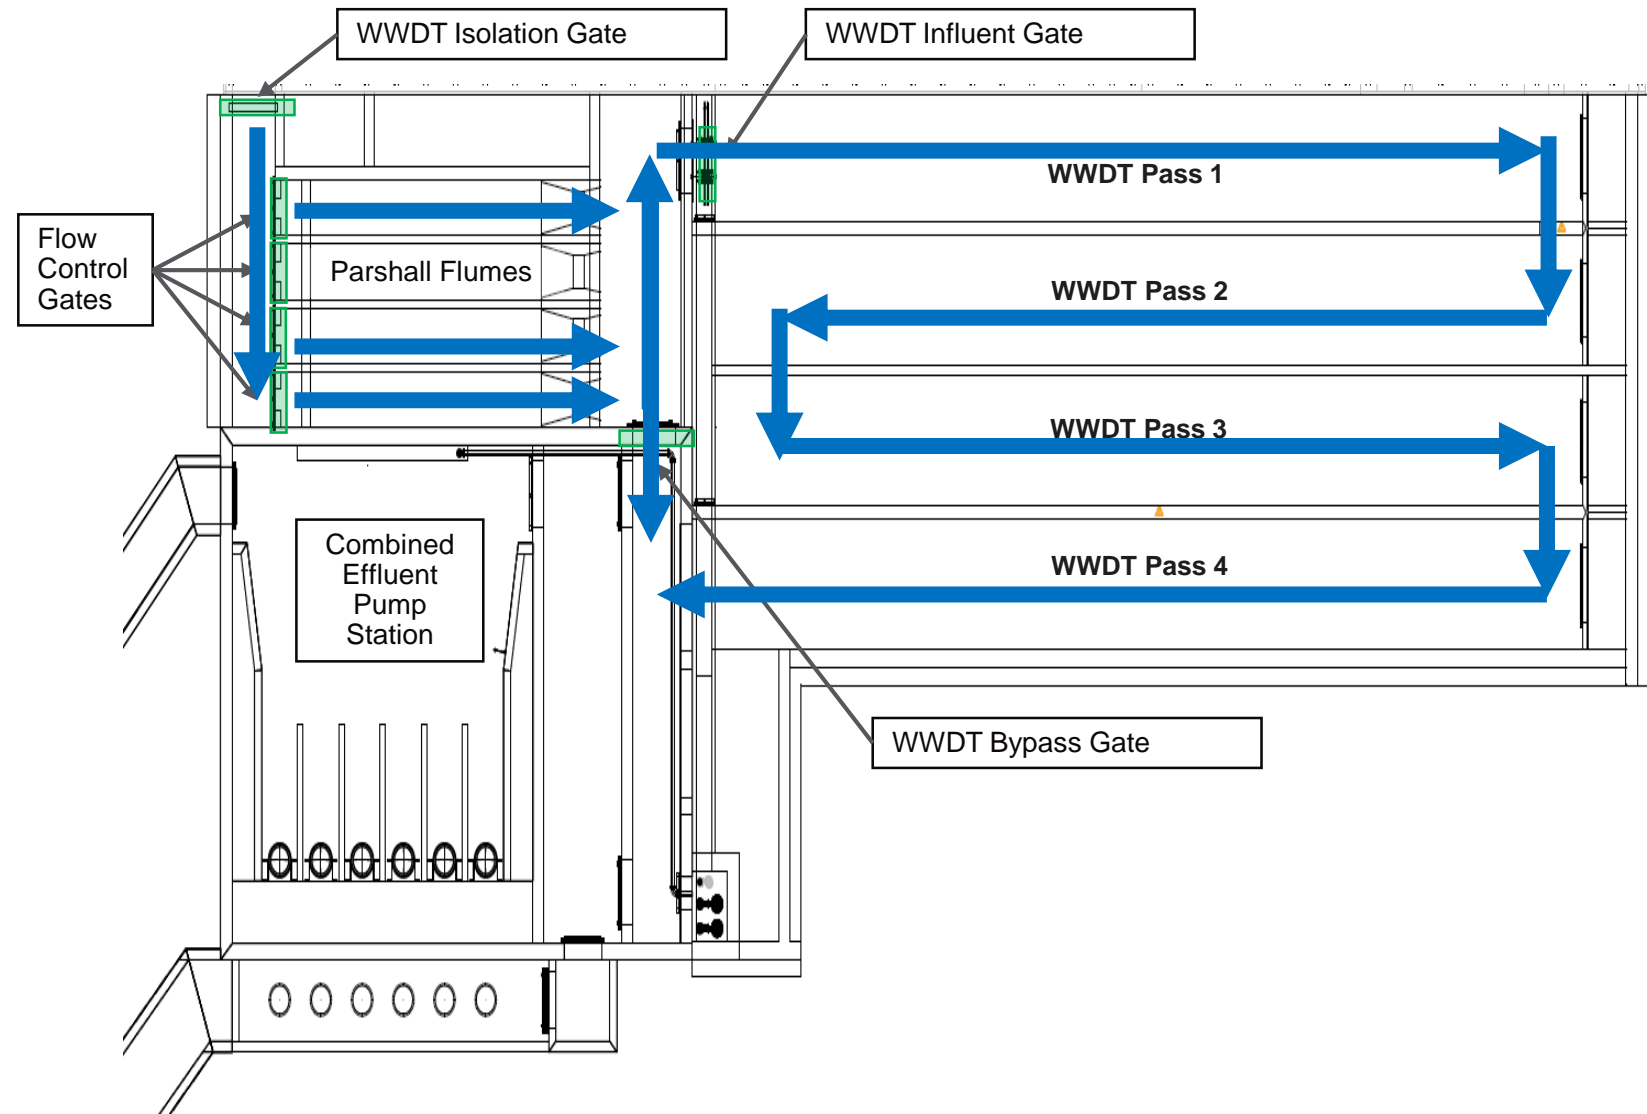 WWDT Isolation Gate
WWDT Influent Gate
WWDT Pass 1
Flow
Control
Gates
Parshall Flumes
WWDT Pass 2
WWDT Pass 3
Combined
Effluent
Pump
Station
WWDT Pass 4
WWDT Bypass Gate